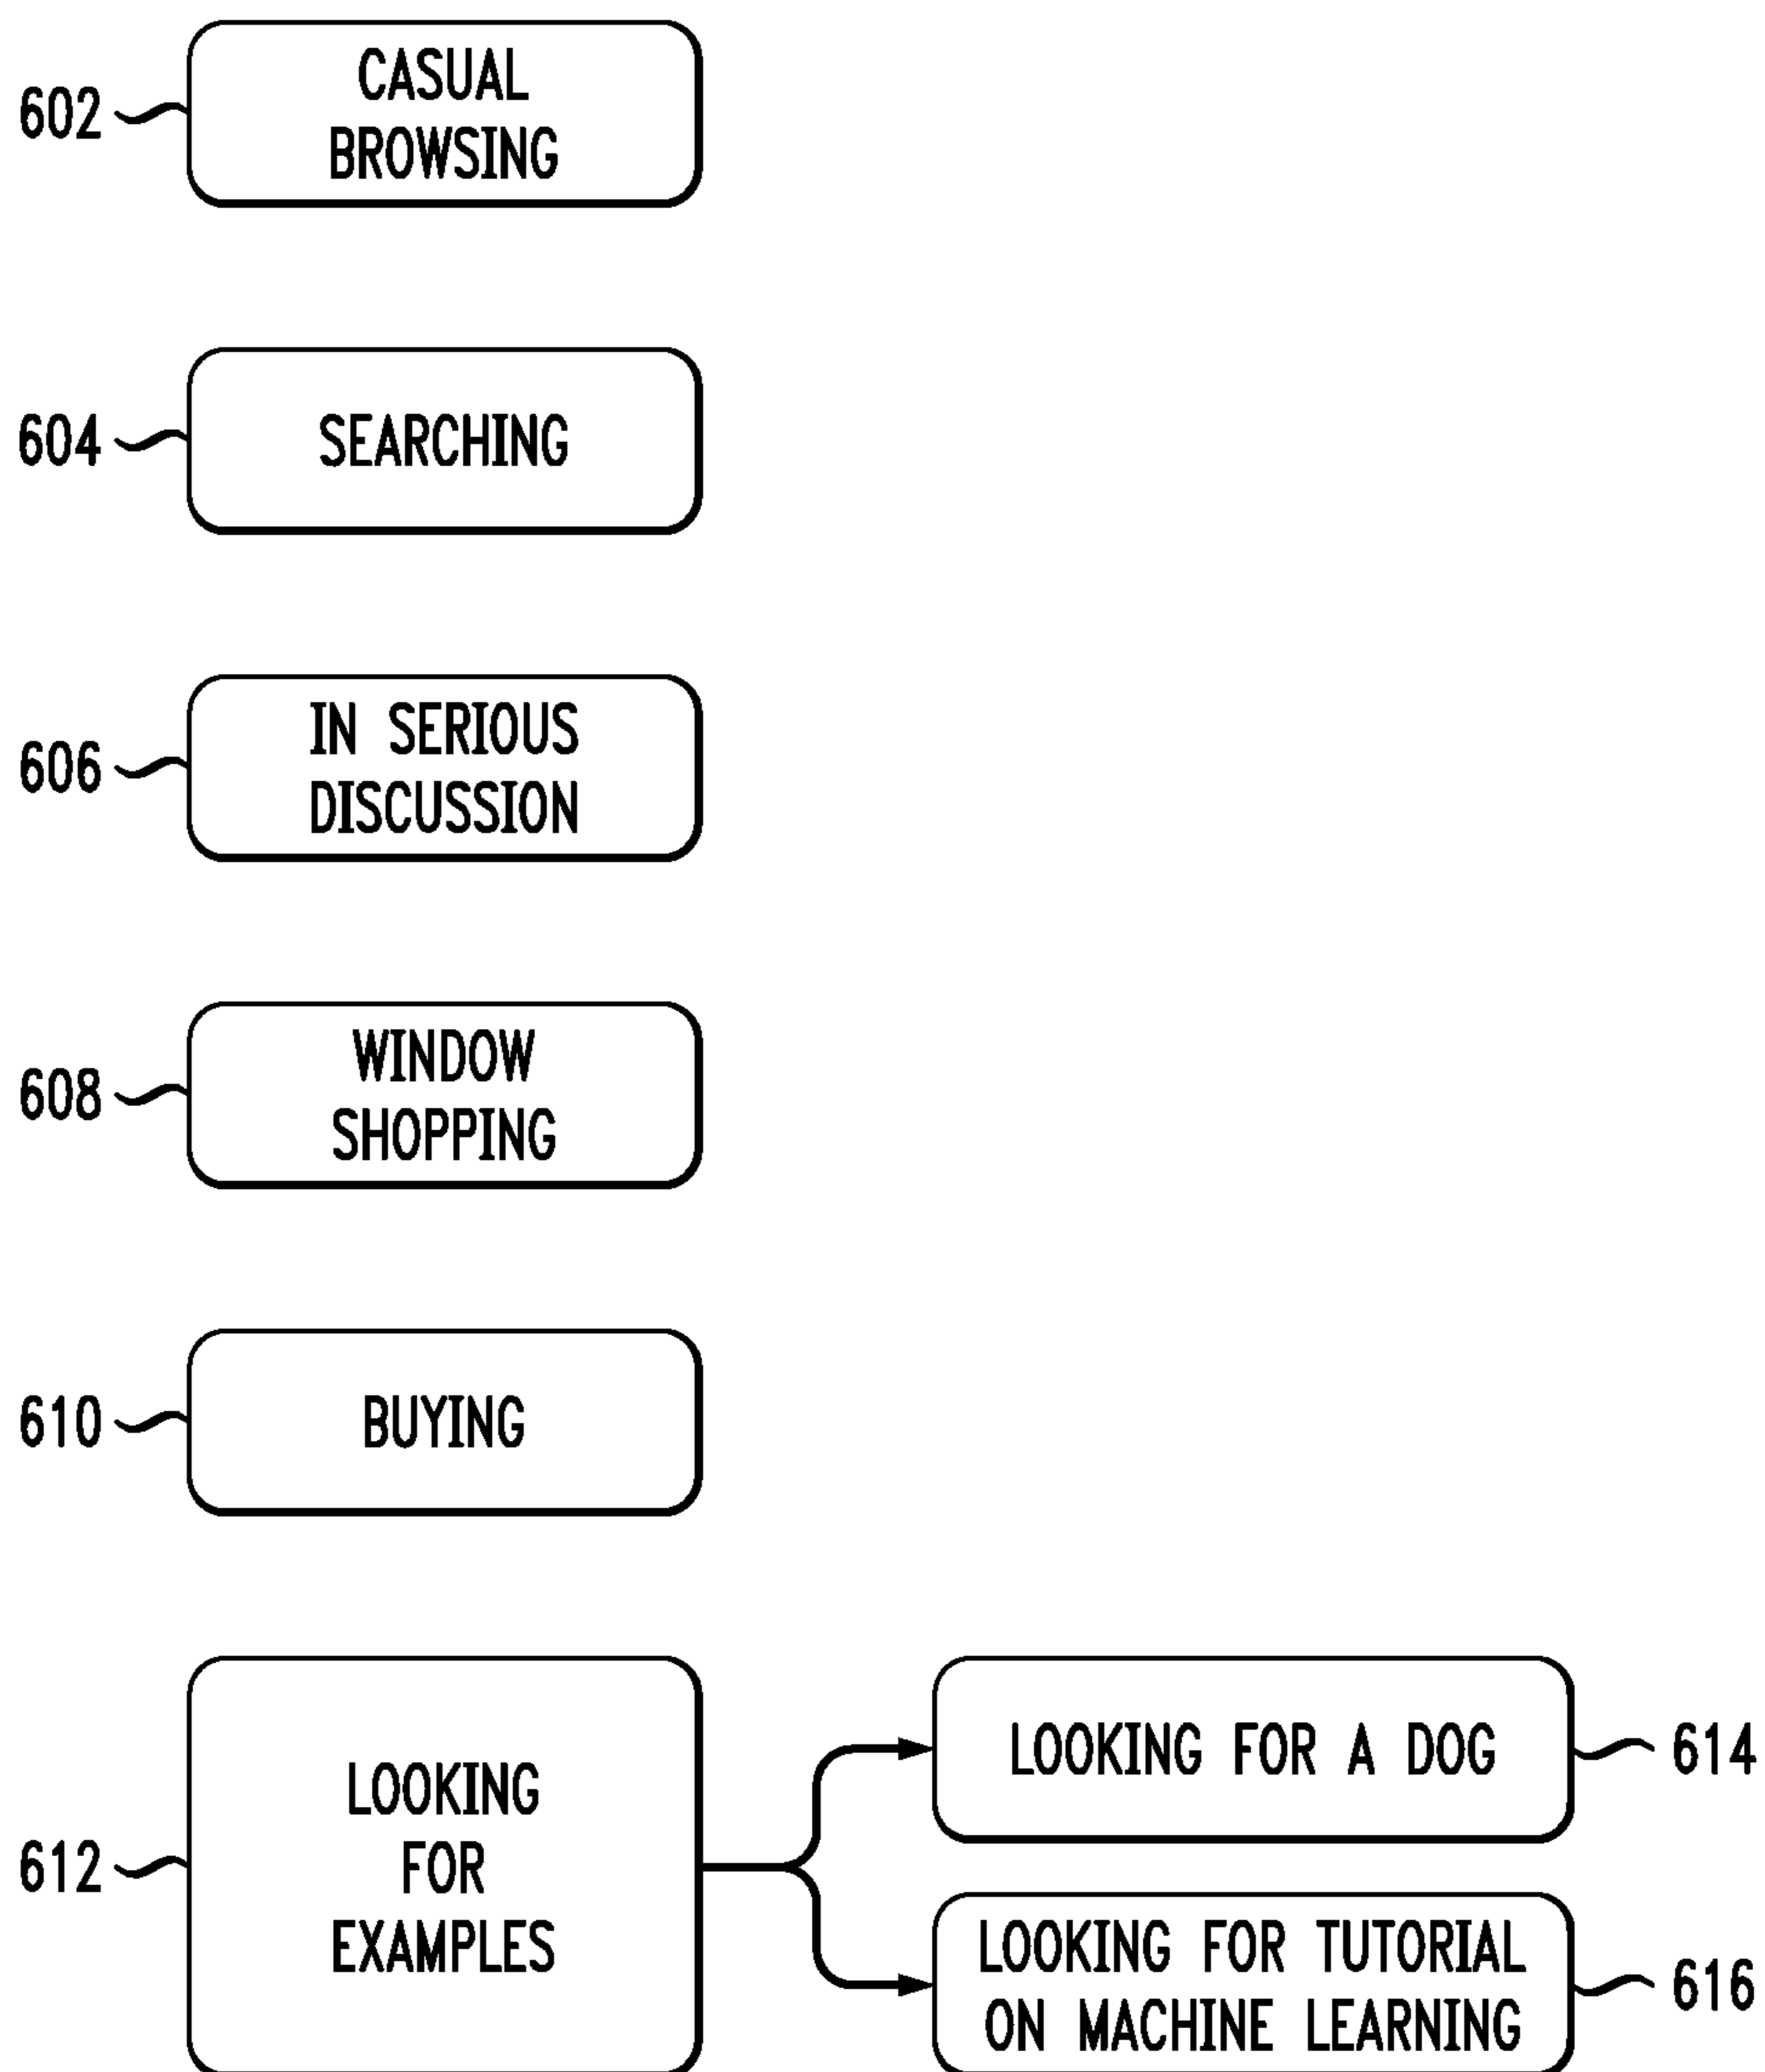 602
CASUAL
BROWSING
604
SEARCHING
606
IN SERIOUS
DISCUSSION
608
WINDOW
SHOPPING
610
BUYING
612
LOOKING
FOR
EXAMPLES
LOOKING FOR A DOG
614
LOOKING FOR TUTORIAL
ON MACHINE LEARNING
616